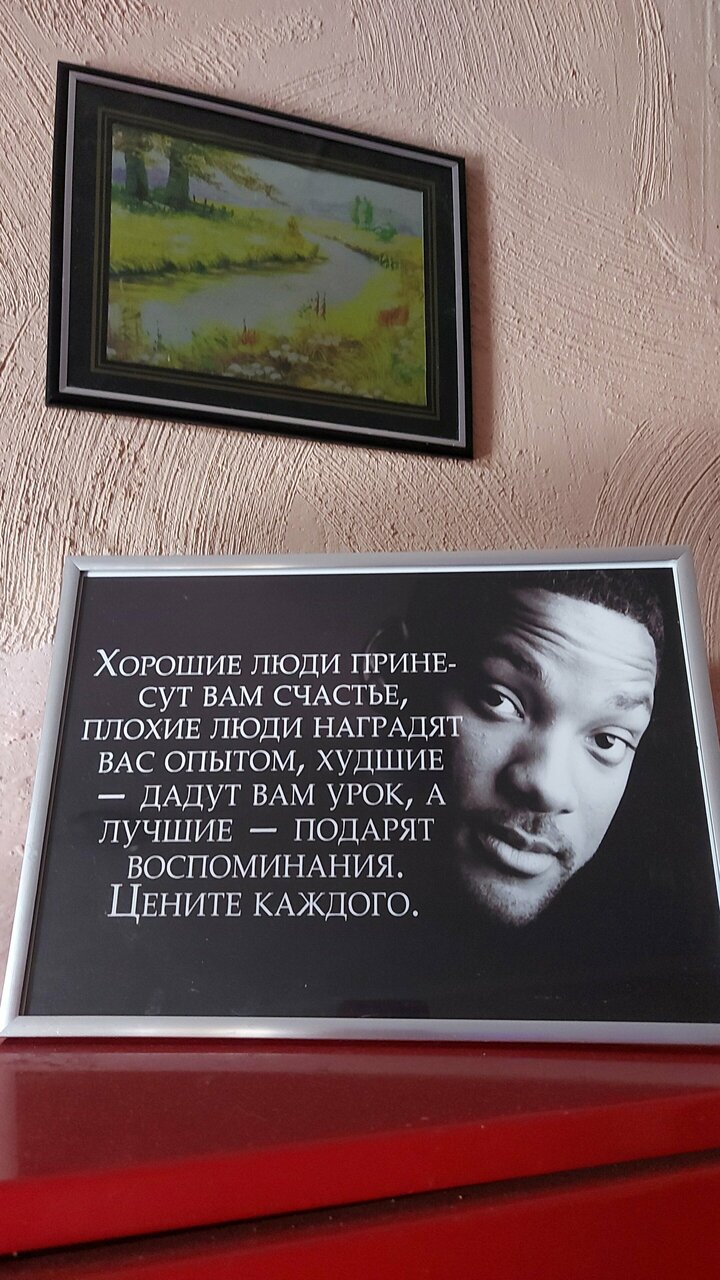 Хорошие люди прине-
сут вам счастье,
плохие люди наградят
вас опытом, худшие
— дадут вам урок, а
лучшие — подарят
воспоминания.
Цените каждого.